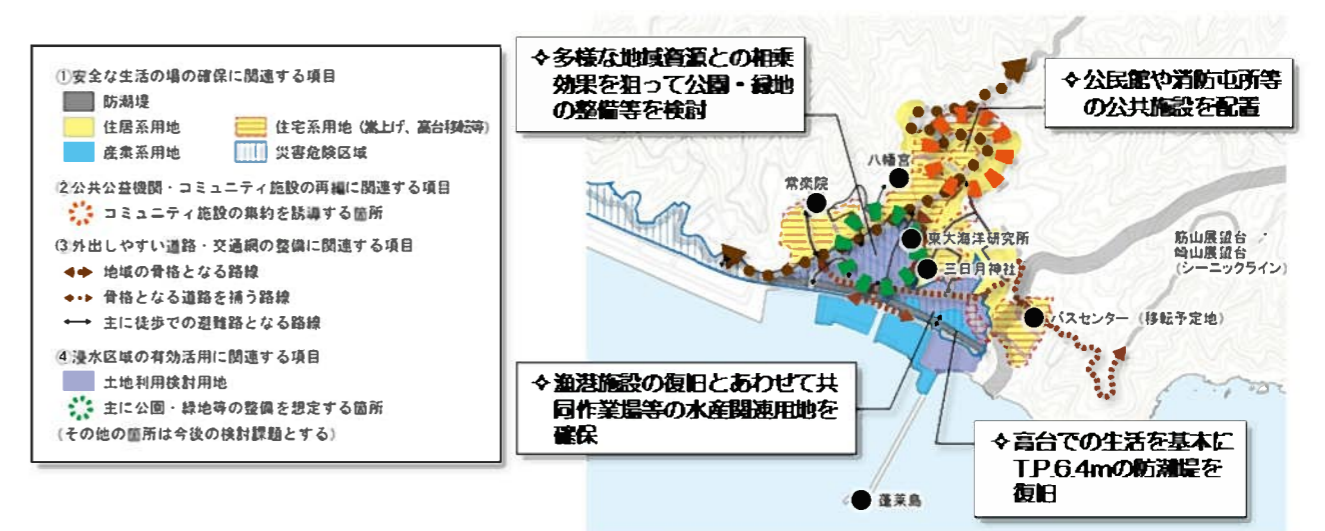 ①安全な生活の場の確保に関連する項目
防潮堤
住居系用地
住宅系用地(嵩上げ、高台移転等)
産業系用地
災害危険区域
②公共公益機関・コミュニティ施設の再編に関連する項目
コミュニティ施設の集約を誘導する箇所
③外出しやすい道路・交通網の整備に関連する項目
地域の骨格となる路線
骨格となる道路を補う路線
主に徒歩での避難路となる路線
④浸水区域の有効活用に関連する項目
土地利用検討用地
主に公園・緑地等の整備を想定する箇所
(その他の箇所は今後の検討課題とする)
✧多様な地域資源との相乗
効果を狙って公園・緑地
の整備等を検討
✧公民館や消防屯所等
の公共施設を配置
八幡宮
常楽院
東大海洋研究所
三日月神社
筋山展望台
崎山展望台
(シーニックライン)
バスセンター(移転予定地)
✧漁港施設の復旧とあわせて共
同作業場等の水産関連用地を
確保
✧高台での生活を基本に
T.P.6.4mの防潮堤を
復旧
蓬莱島